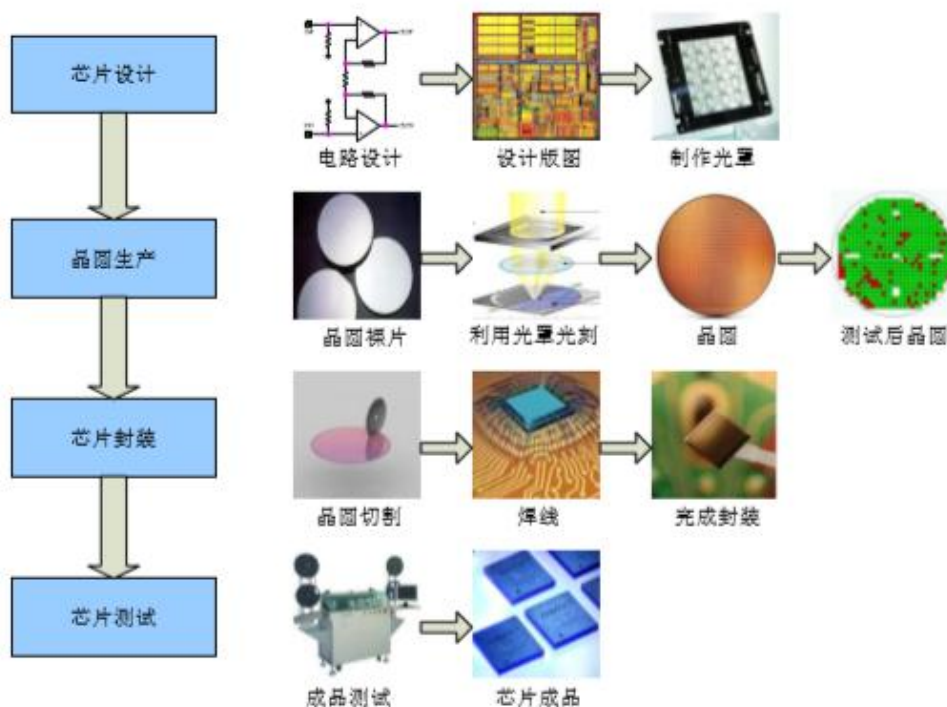 芯片设计
电路设计
设计版图
制作光罩
晶圆生产
晶圆裸片
利用光罩光刻
晶圆
测试后晶圆
芯片封装
晶圆切割
焊线
完成封装
芯片测试
成品测试
芯片成品